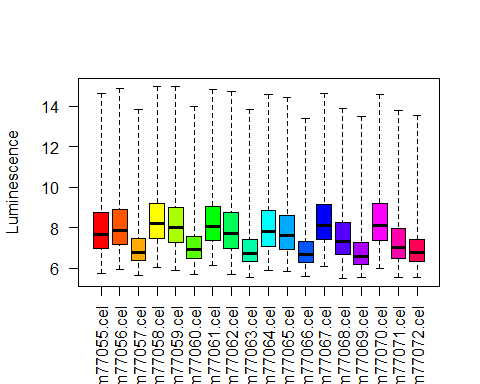 Luminescence
14
12
10
8
6
m77055.cel
m77056.cel
m77057.cel
m77058.cel
m77059.cel
m77060.cel
m77061.cel
m77062.cel
m77063.cel
m77064.cel
m77065.cel
m77066.cel
m77067.cel
m77068.cel
m77069.cel
m77070.cel
m77071.cel
m77072.cel